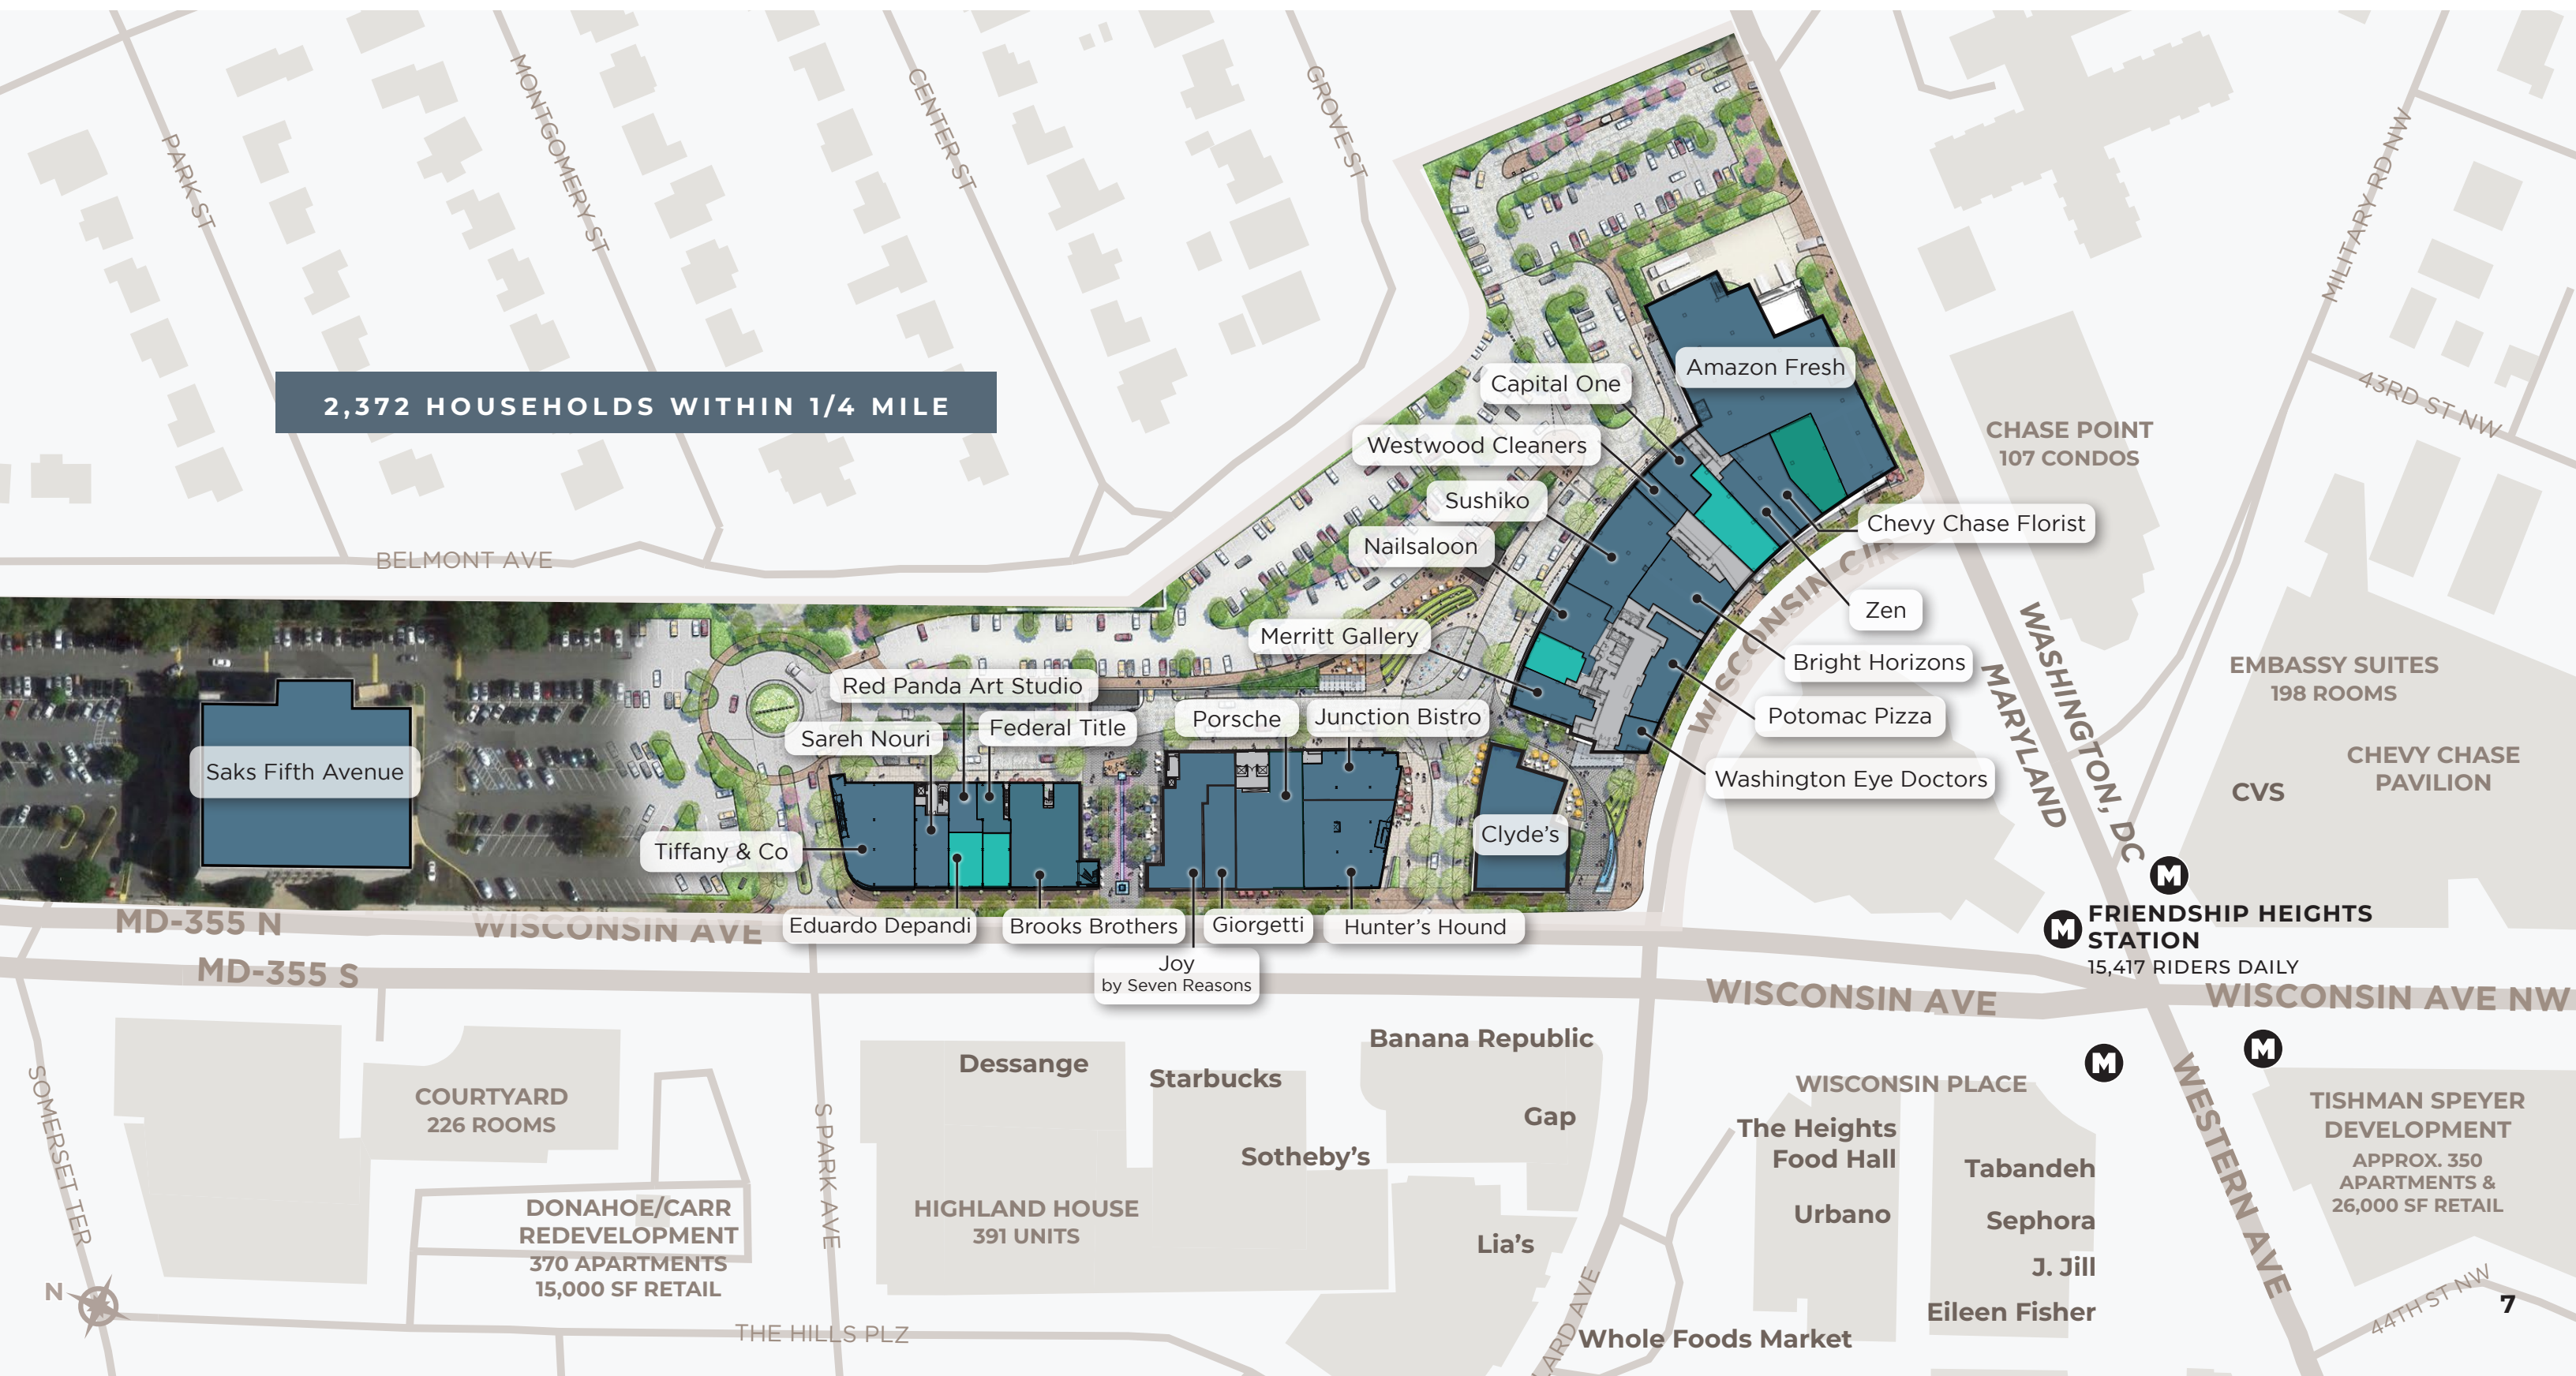 PARK ST
MONTGOMERY ST
CENTER ST
GROVE ST
MILITARY RD NW
43RD ST NW
2,372 HOUSEHOLDS WITHIN 1/4 MILE
BELMONT AVE
Amazon Fresh
Capital One
Westwood Cleaners
Sushiko
Nailsaloon
Merritt Gallery
Chevy Chase Florist
Zen
Bright Horizons
Potomac Pizza
Washington Eye Doctors
WISCONSIN CIR
CHASE POINT
107 CONDOS
WASHINGTON, DC
MARYLAND
EMBASSY SUITES
198 ROOMS
CHEVY CHASE
PAVILION
CVS
Saks Fifth Avenue
Red Panda Art Studio
Federal Title
Sareh Nouri
Tiffany & Co
Porsche
Junction Bistro
Clyde's
Eduardo Depandi
Brooks Brothers
Giorgetti
Hunter's Hound
Joy
by Seven Reasons
MD-355 N
WISCONSIN AVE
MD-355 S
WISCONSIN AVE
WISCONSIN AVE NW
M
M
FRIENDSHIP HEIGHTS
STATION
15,417 RIDERS DAILY
M
M
SOMERSET TER
COURTYARD
226 ROOMS
DONAHOE/CARR
REDEVELOPMENT
370 APARTMENTS
15,000 SF RETAIL
S PARK AVE
Dessange
Starbucks
Banana Republic
Gap
Sotheby's
HIGHLAND HOUSE
391 UNITS
Lia's
WISCONSIN PLACE
The Heights
Food Hall
Urbano
Tabandeh
Sephora
J. Jill
Eileen Fisher
Whole Foods Market
ARD AVE
WESTERN AVE
TISHMAN SPEYER
DEVELOPMENT
APPROX. 350
APARTMENTS &
26,000 SF RETAIL
44TH ST NW
THE HILLS PLZ
N
7